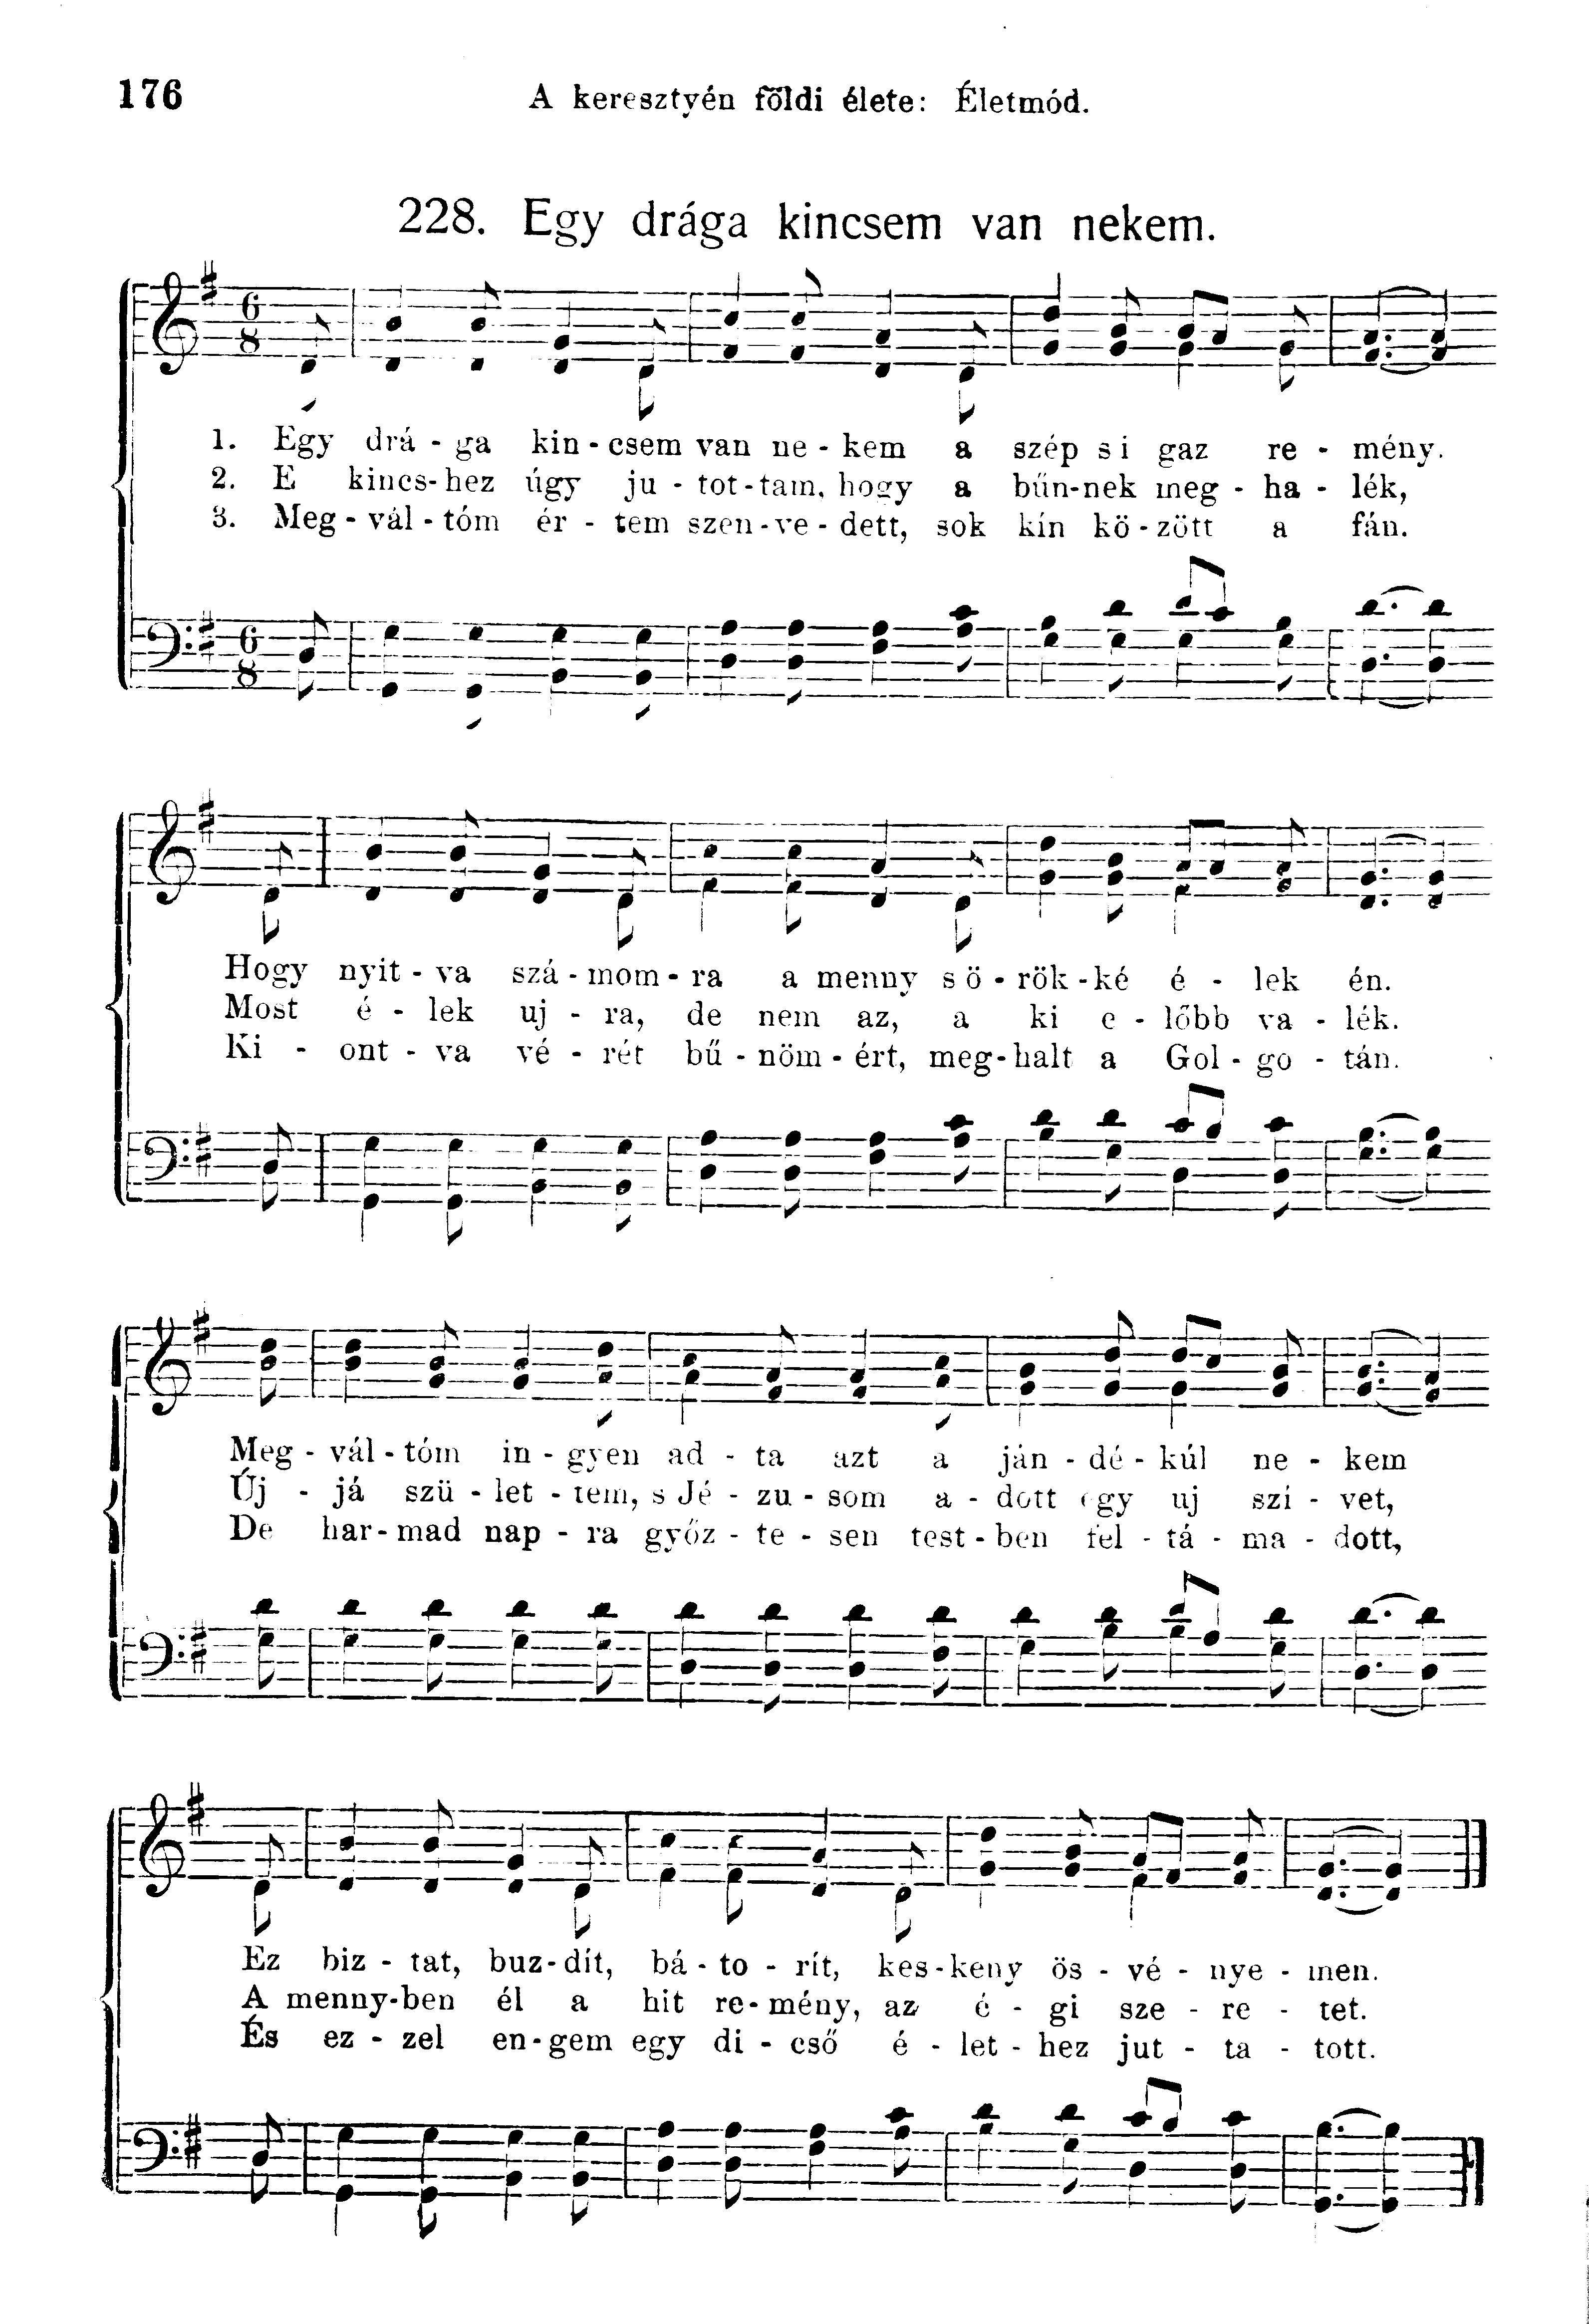 176
A keresztyén földi élete: Életmód.
228. Egy drága kincsem van nekem.
6
8
1. Egy drá - ga kin - csem van ne - kem a szép s i gaz re - mény.
2. E kincs-hez úgy ju - tot-tam, hogy a bűn-nek meg - ha - lék,
3. Meg - vál - tóm ér - tem szen-ve - dett, sok kín kö - zött a fán.
6
8
Hogy nyit - va szá - mom - ra a menny s ö - rök -ké é - lek én.
Most é - lek uj - ra, de nem az, a ki e - lőbb va - lék.
Ki - ont - va vé - rét bű - nöm - ért, meg-halt a Gol - go - tán.
Meg - vál - tóm in - gyen ad - ta azt a ján - dé - kúl ne - kem
Új - já szü - let - tem, s Jé - zu - som a - dott egy uj szí - vet,
De har-mad nap - ra győz - te - sen test - ben fel - tá - ma - dott,
Ez biz - tat, buz-dít, bá - to - rít, kes-keny ös - vé - nye - men.
A menny-ben él a hit re- mény, az é - gi sze - re - tet.
És ez - zel en-gem egy di - cső é - let - hez jut - ta - tott.